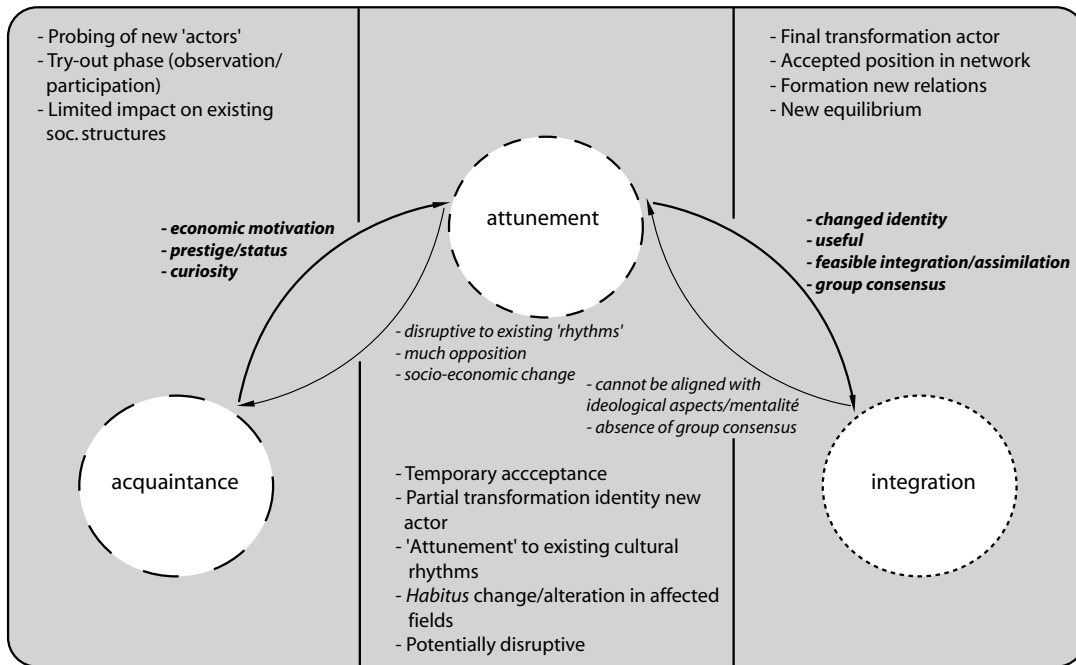 - Probing of new 'actors'
- Try-out phase (observation/
participation)
- Limited impact on existing
soc. structures
- Final transformation actor
- Accepted position in network
- Formation new relations
- New equilibrium
attunement
- economic motivation
- prestige/status
- curiosity
- changed identity
- useful
- feasible integration/assimilation
- group consensus
- disruptive to existing 'rhythms'
- much opposition
- socio-economic change
- cannot be aligned with
ideological aspects/mentalité
- absence of group consensus
acquaintance
integration
- Temporary accceptance
- Partial transformation identity new
actor
- 'Attunement' to existing cultural
rhythms
- Habitus change/alteration in affected
fields
- Potentially disruptive